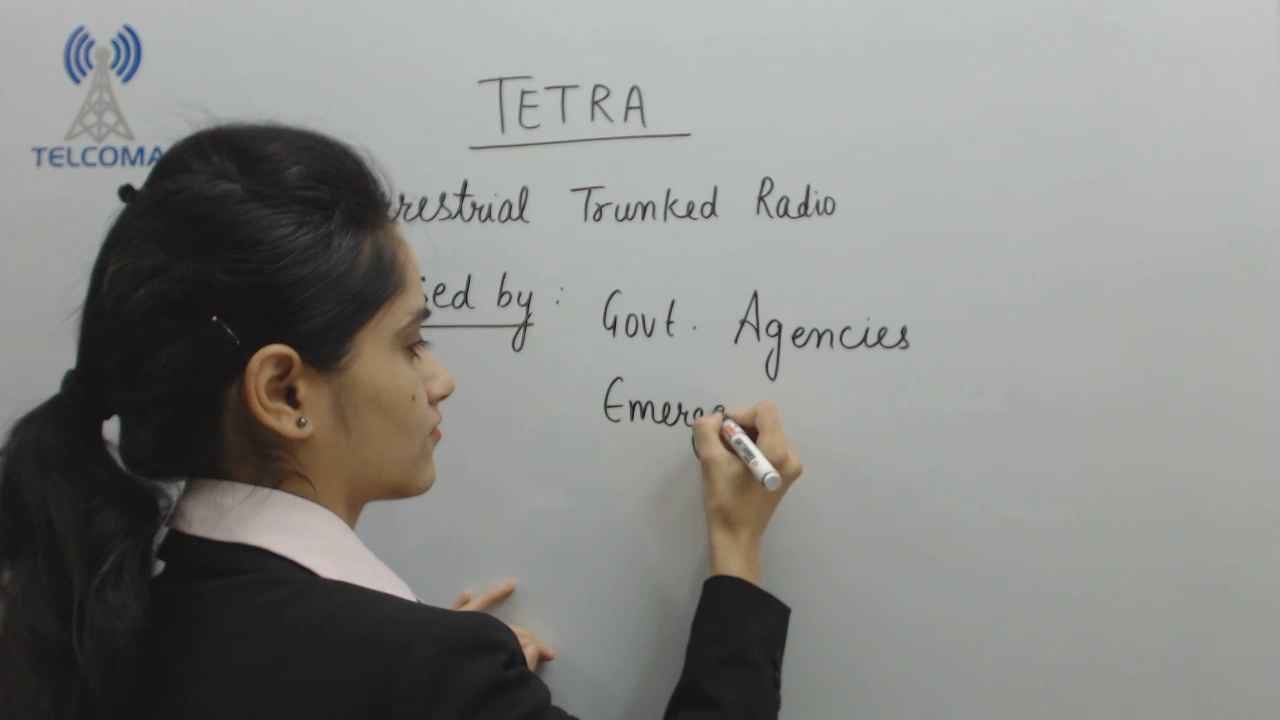 TELCOMA
TETRA
restrial Trunked Radio
sed by : Govt. Agencies
Emerg